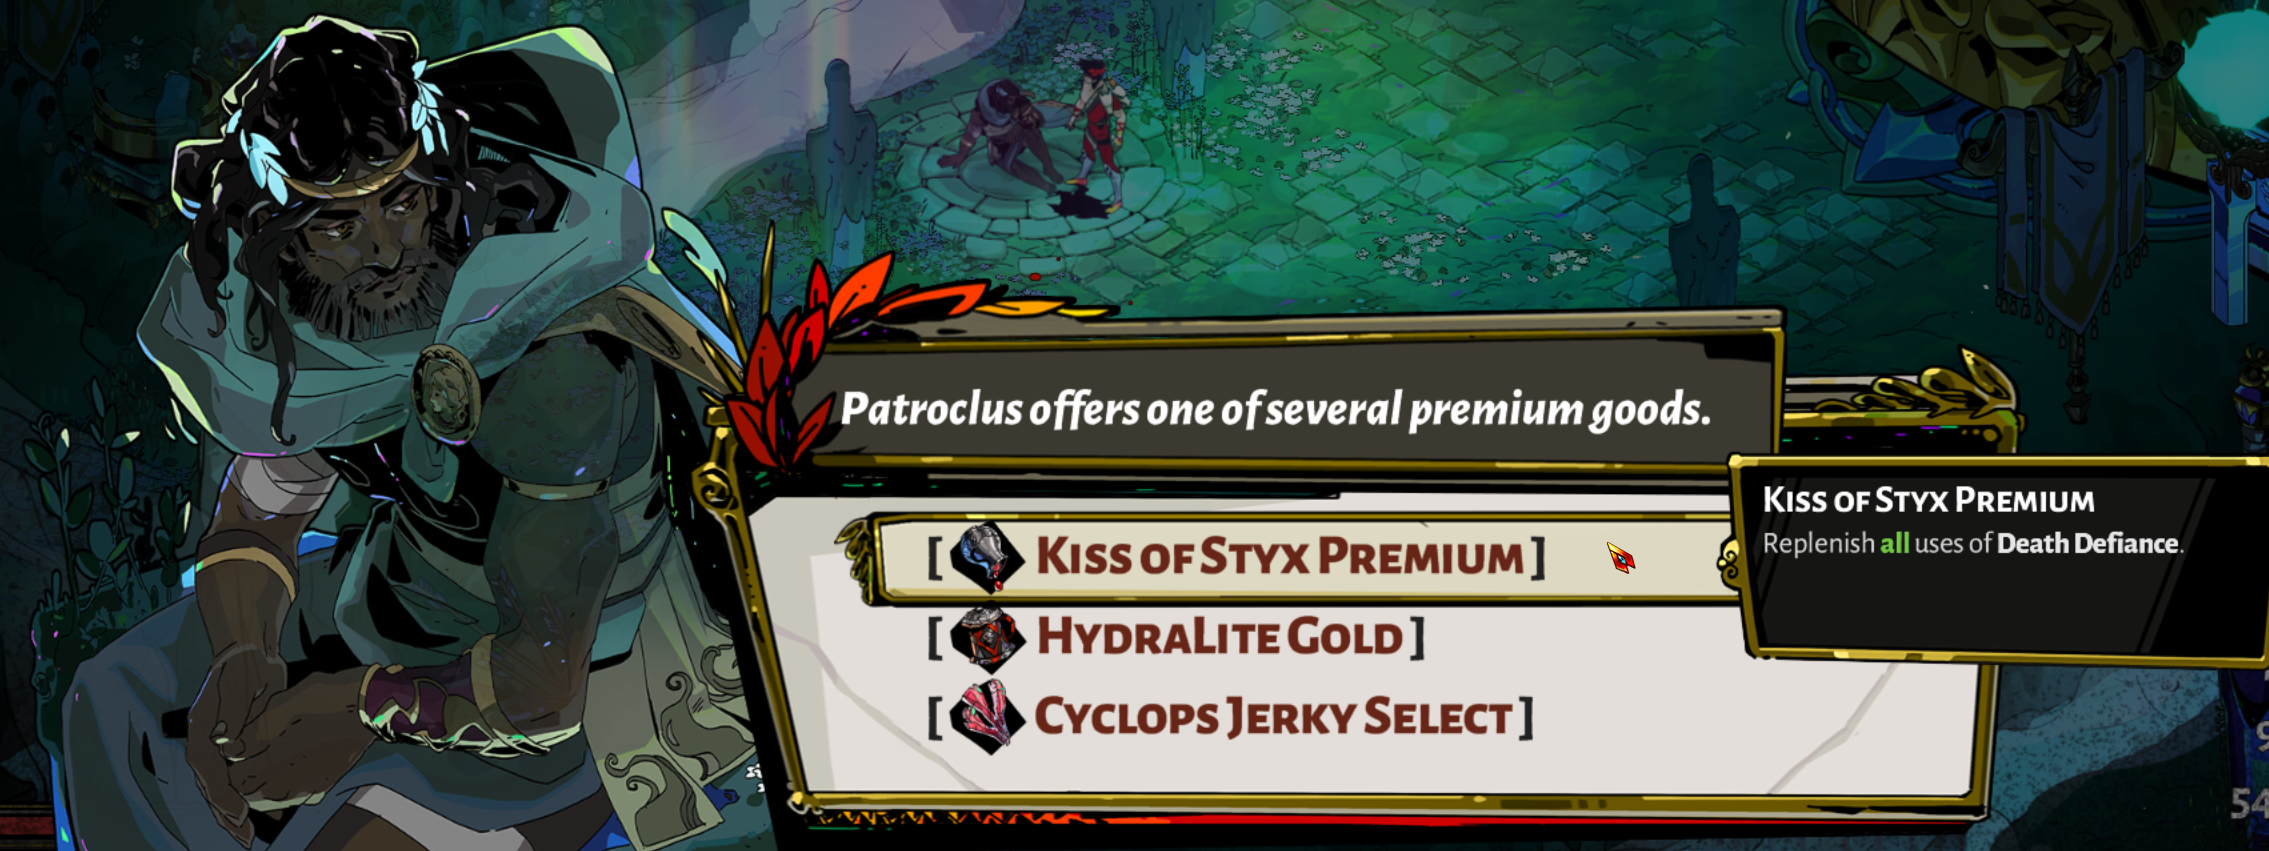 Patroclus offers one of several premium goods.
[ KISS OF STYX PREMIUM ]
[ HYDRALITE GOLD ]
[ CYCLOPS JERKY SELECT ]
KISS OF STYX PREMIUM
Replenish all uses of Death Defiance.
54